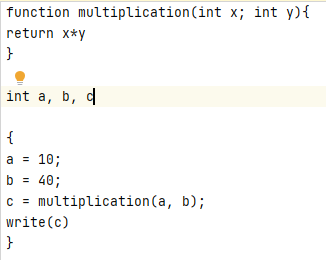 function multiplication(int x; int y){
return x*y
}
int a, b, c
{
a = 10;
b = 40;
c = multiplication(a, b);
write(c)
}